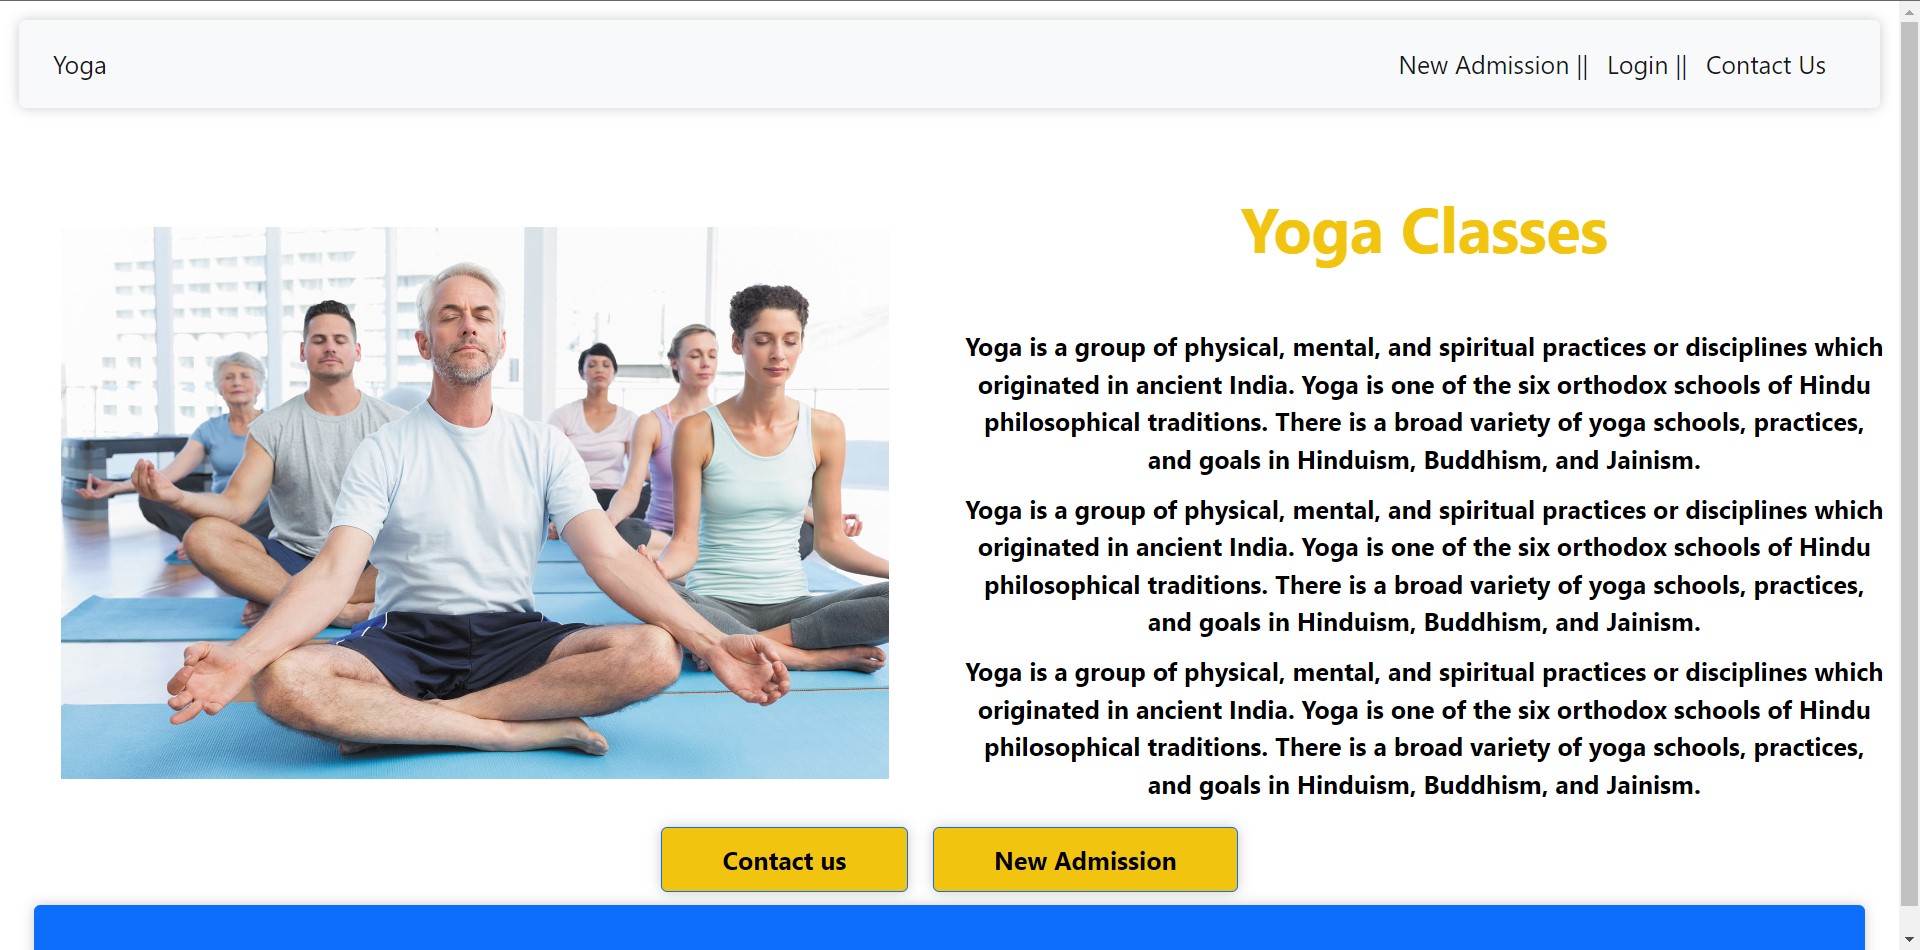 Yoga
New Admission || Login || Contact Us
Yoga Classes
Yoga is a group of physical, mental, and spiritual practices or disciplines which
originated in ancient India. Yoga is one of the six orthodox schools of Hindu
philosophical traditions. There is a broad variety of yoga schools, practices,
and goals in Hinduism, Buddhism, and Jainism.
Yoga is a group of physical, mental, and spiritual practices or disciplines which
originated in ancient India. Yoga is one of the six orthodox schools of Hindu
philosophical traditions. There is a broad variety of yoga schools, practices,
and goals in Hinduism, Buddhism, and Jainism.
Yoga is a group of physical, mental, and spiritual practices or disciplines which
originated in ancient India. Yoga is one of the six orthodox schools of Hindu
philosophical traditions. There is a broad variety of yoga schools, practices,
and goals in Hinduism, Buddhism, and Jainism.
Contact us
New Admission